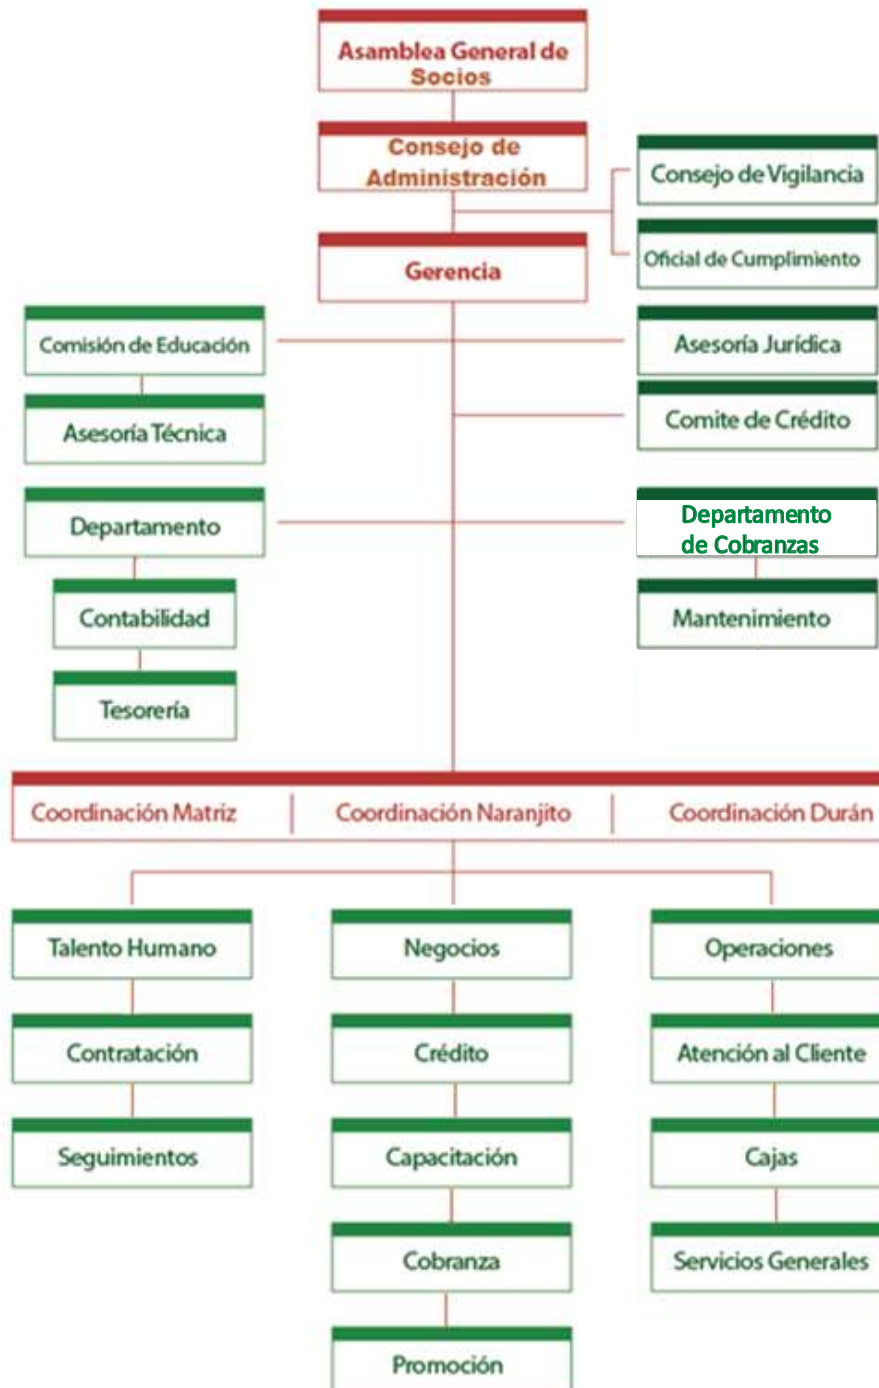 Asamblea General de
Socios
Consejo de
Administración
Consejo de Vigilancia
Gerencia
Oficial de Cumplimiento
Comisión de Educación
Asesoría Jurídica
Asesoría Técnica
Comite de Crédito
Departamento
Departamento
de Cobranzas
Contabilidad
Mantenimiento
Tesorería
Coordinación Matriz
Coordinación Naranjito
Coordinación Durán
Talento Humano
Negocios
Operaciones
Contratación
Crédito
Atención al Cliente
Seguimientos
Capacitación
Cajas
Cobranza
Servicios Generales
Promoción